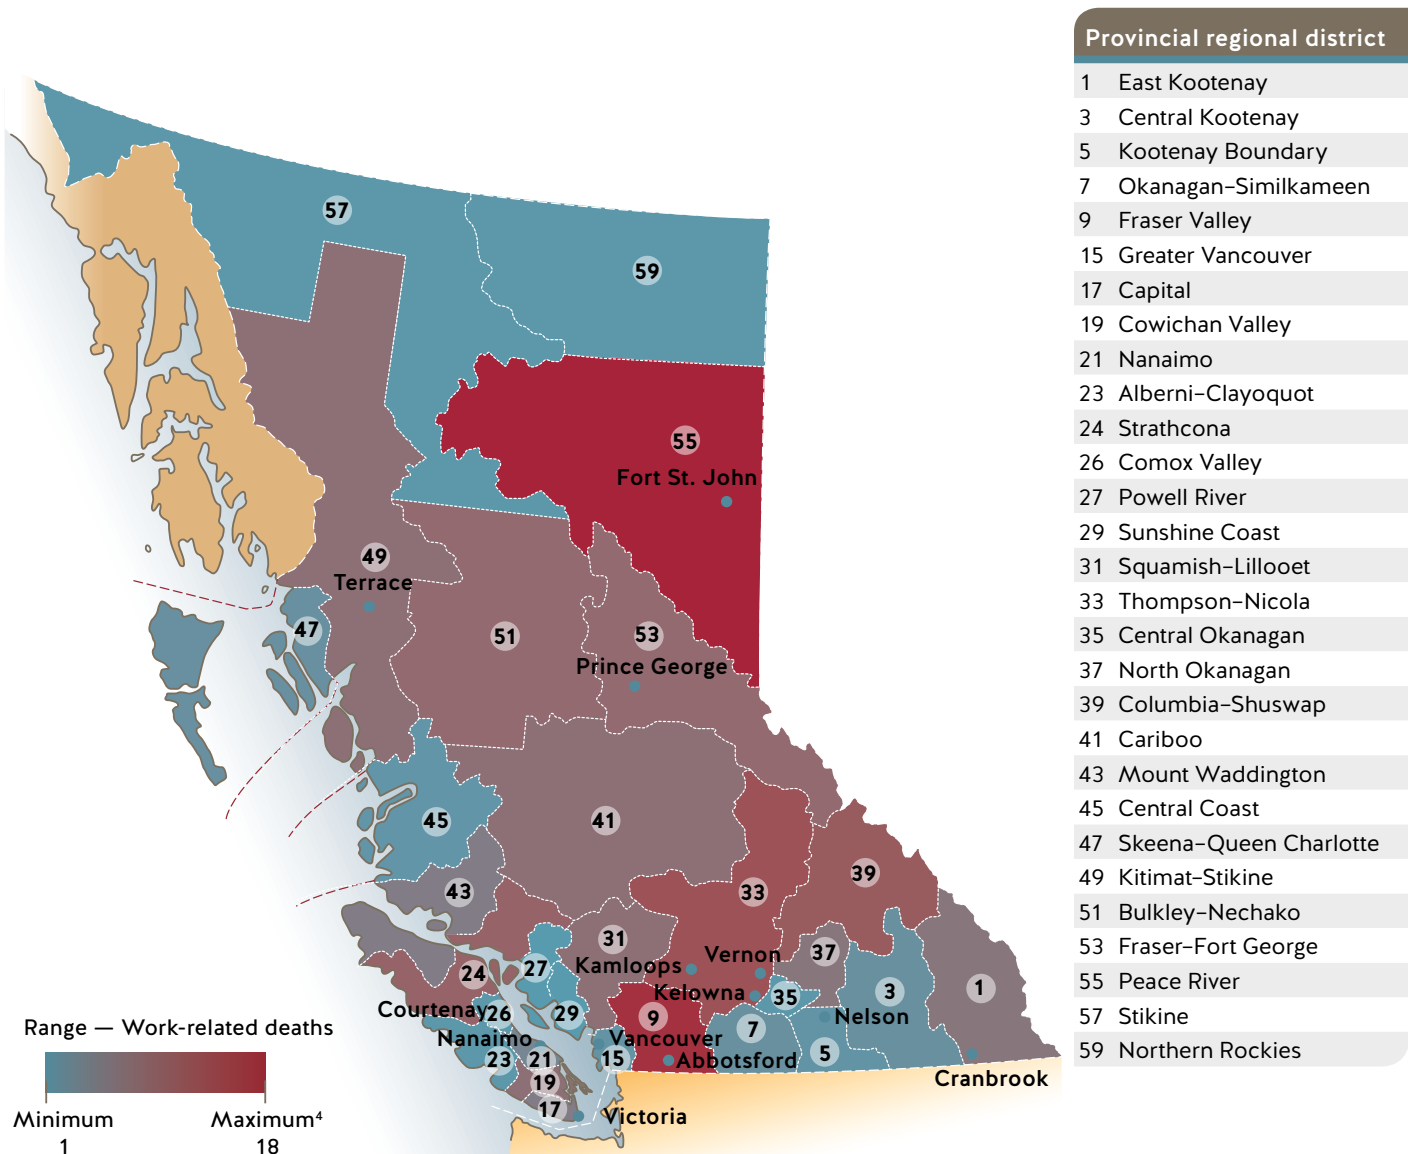 Provincial regional district
1 East Kootenay
3 Central Kootenay
5 Kootenay Boundary
7 Okanagan–Similkameen
9 Fraser Valley
15 Greater Vancouver
17 Capital
19 Cowichan Valley
21 Nanaimo
23 Alberni–Clayoquot
24 Strathcona
26 Comox Valley
27 Powell River
29 Sunshine Coast
31 Squamish–Lillooet
33 Thompson–Nicola
35 Central Okanagan
37 North Okanagan
39 Columbia–Shuswap
41 Cariboo
43 Mount Waddington
45 Central Coast
47 Skeena–Queen Charlotte
49 Kitimat–Stikine
51 Bulkley–Nechako
53 Fraser–Fort George
55 Peace River
57 Stikine
59 Northern Rockies
57
59
55
Fort St. John
49
Terrace
47
51
53
Prince George
45
41
43
33
39
31
37
Kamloops
Vernon
24
27
Kelowna
35
3
1
Courtenay
26
29
9
7
Nelson
Nanaimo
Vancouver
23
21
15
Abbotsford
5
19
Cranbrook
17
Victoria
Range — Work-related deaths
Minimum Maximum⁴
1 18